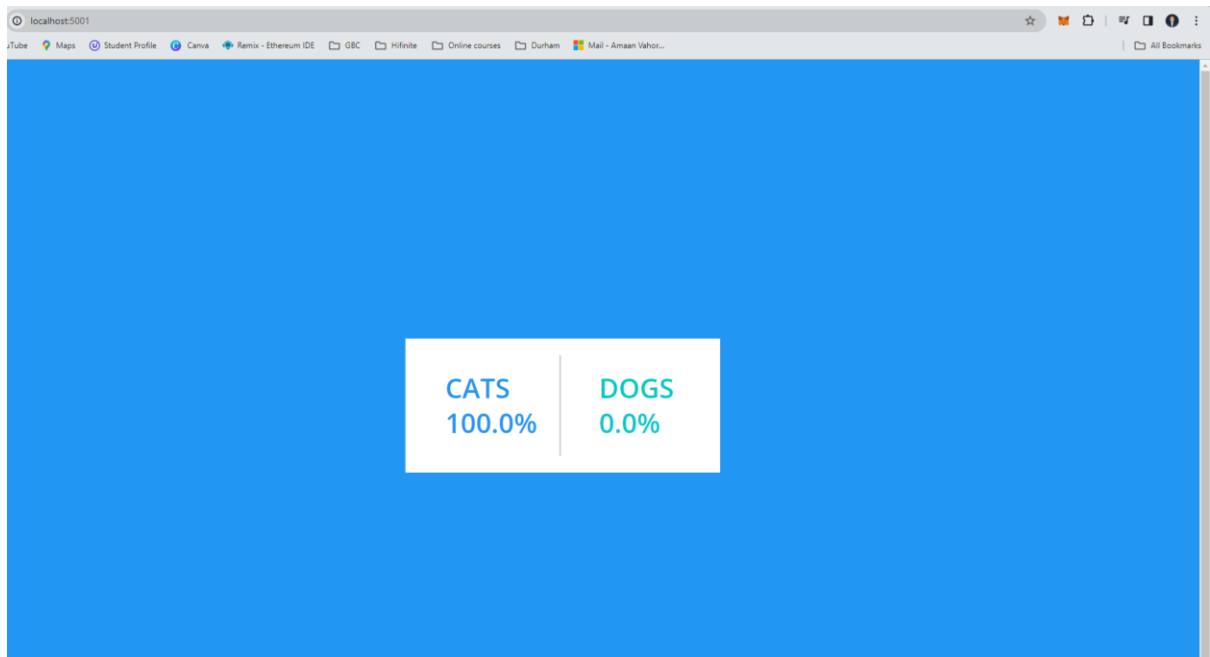 localhost:5001
uTube Maps Student Profile Canva Remix - Ethereum IDE GBC Hifinite Online courses Durham Mail - Amaan Vahor... All Bookmarks
CATS DOGS
100.0% 0.0%